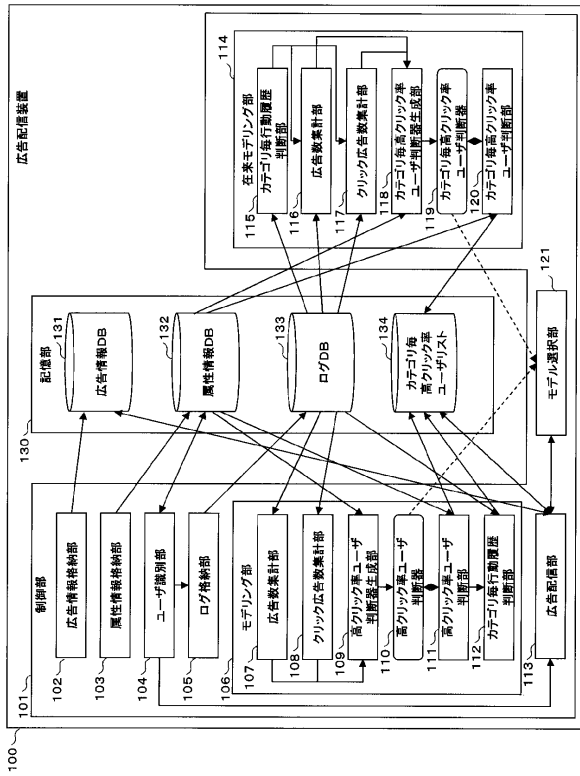 100
広告配信装置
101
制御部
102
広告情報格納部
103
属性情報格納部
104
ユーザ識別部
105
ログ格納部
106
モデリング部
107
広告数集計部
108
クリック広告数集計部
109
高クリック率ユーザ
判断器生成部
110
高クリック率ユーザ
判断器
111
高クリック率ユーザ
判断部
112
カテゴリ毎行動履歴
判断部
113
広告配信部
130
記憶部
131
広告情報DB
132
属性情報DB
133
ログDB
134
カテゴリ毎
高クリック率
ユーザリスト
114
在来モデリング部
115
カテゴリ毎行動履歴
判断部
116
広告数集計部
117
クリック広告数集計部
118
カテゴリ毎高クリック率
ユーザ判断器生成部
119
カテゴリ毎高クリック率
ユーザ判断器
120
カテゴリ毎高クリック率
ユーザ判断部
121
モデル選択部